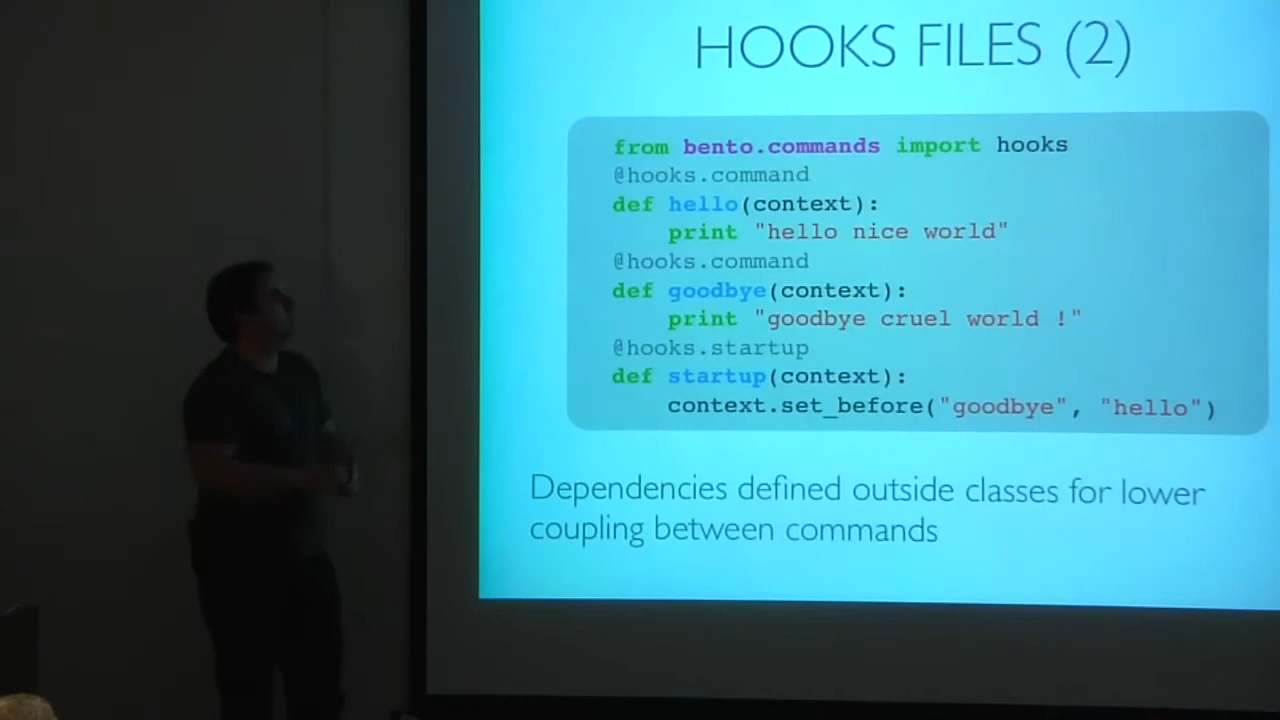 HOOKS FILES (2)
from bento.commands import hooks
@hooks.command
def hello(context):
    print "hello nice world"
@hooks.command
def goodbye(context):
    print "goodbye cruel world !"
@hooks.startup
def startup(context):
    context.set_before("goodbye", "hello")
Dependencies defined outside classes for lower
coupling between commands